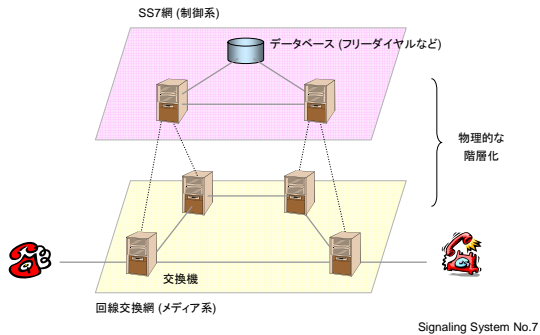 SS7網 (制御系)
データベース (フリーダイヤルなど)
物理的な
階層化
交換機
回線交換網 (メディア系)
Signaling System No.7